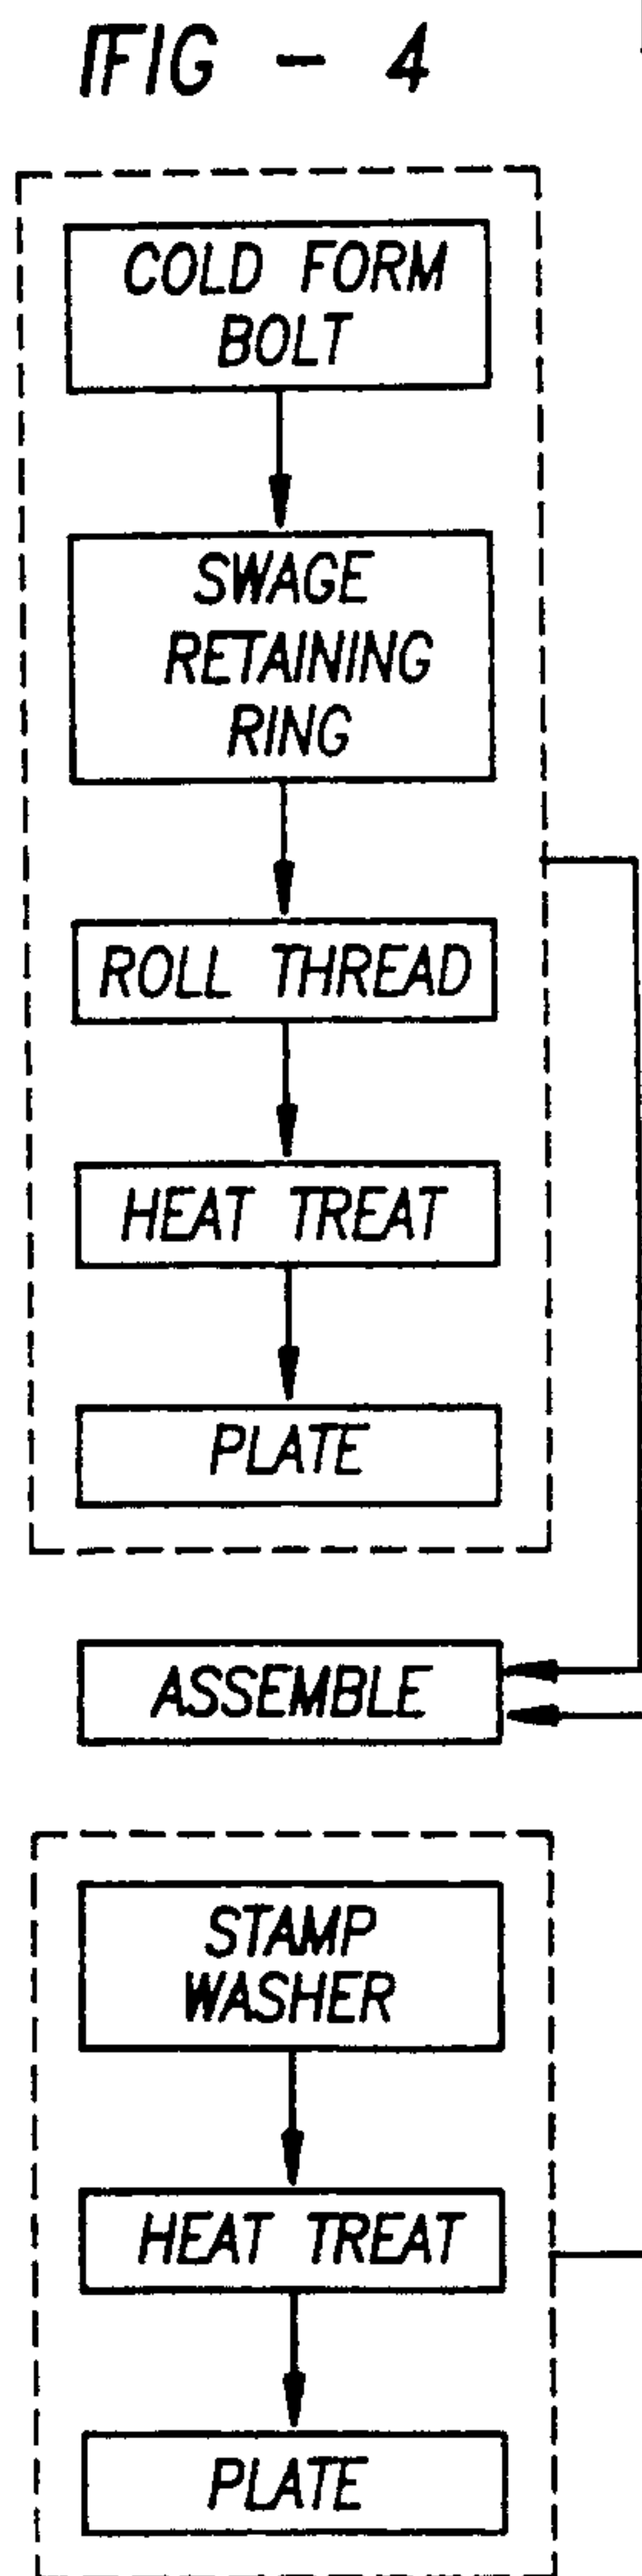 FIG - 4
COLD FORM
BOLT
SWAGE
RETAINING
RING
ROLL THREAD
HEAT TREAT
PLATE
ASSEMBLE
STAMP
WASHER
HEAT TREAT
PLATE